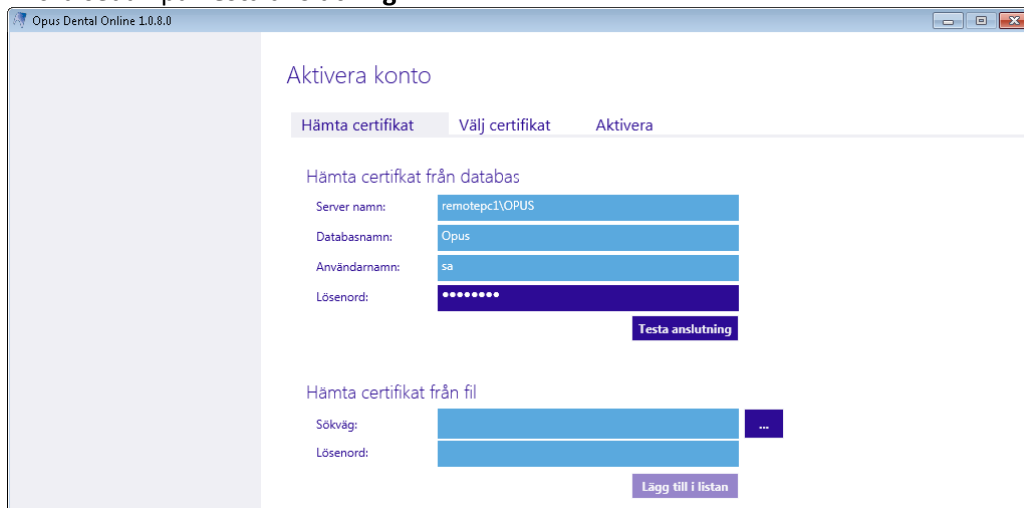 Opus Dental Online 1.0.8.0
Aktivera konto
Hämta certifikat Välj certifikat Aktivera
Hämta certifkat från databas
Server namn: remotepc1\OPUS
Databasnamn: Opus
Användarnamn: sa
Lösenord: ••••••••
Testa anslutning
Hämta certifikat från fil
Sökväg: ...
Lösenord:
Lägg till i listan